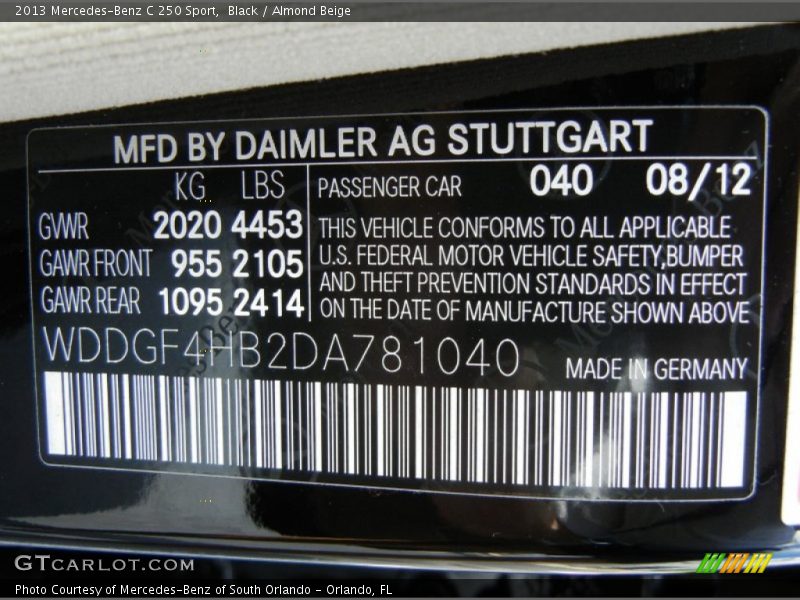 2013 Mercedes-Benz C 250 Sport,  Black / Almond Beige
MFD BY DAIMLER AG STUTTGART
KG LBS
GWR 2020 4453
GAWR FRONT 955 2105
GAWR REAR 1095 2414
PASSENGER CAR 040 08/12
THIS VEHICLE CONFORMS TO ALL APPLICABLE
U.S. FEDERAL MOTOR VEHICLE SAFETY,BUMPER
AND THEFT PREVENTION STANDARDS IN EFFECT
ON THE DATE OF MANUFACTURE SHOWN ABOVE
WDDGF4HB2DA781040
MADE IN GERMANY
GTCARLOT.COM
Photo Courtesy of Mercedes-Benz of South Orlando - Orlando, FL